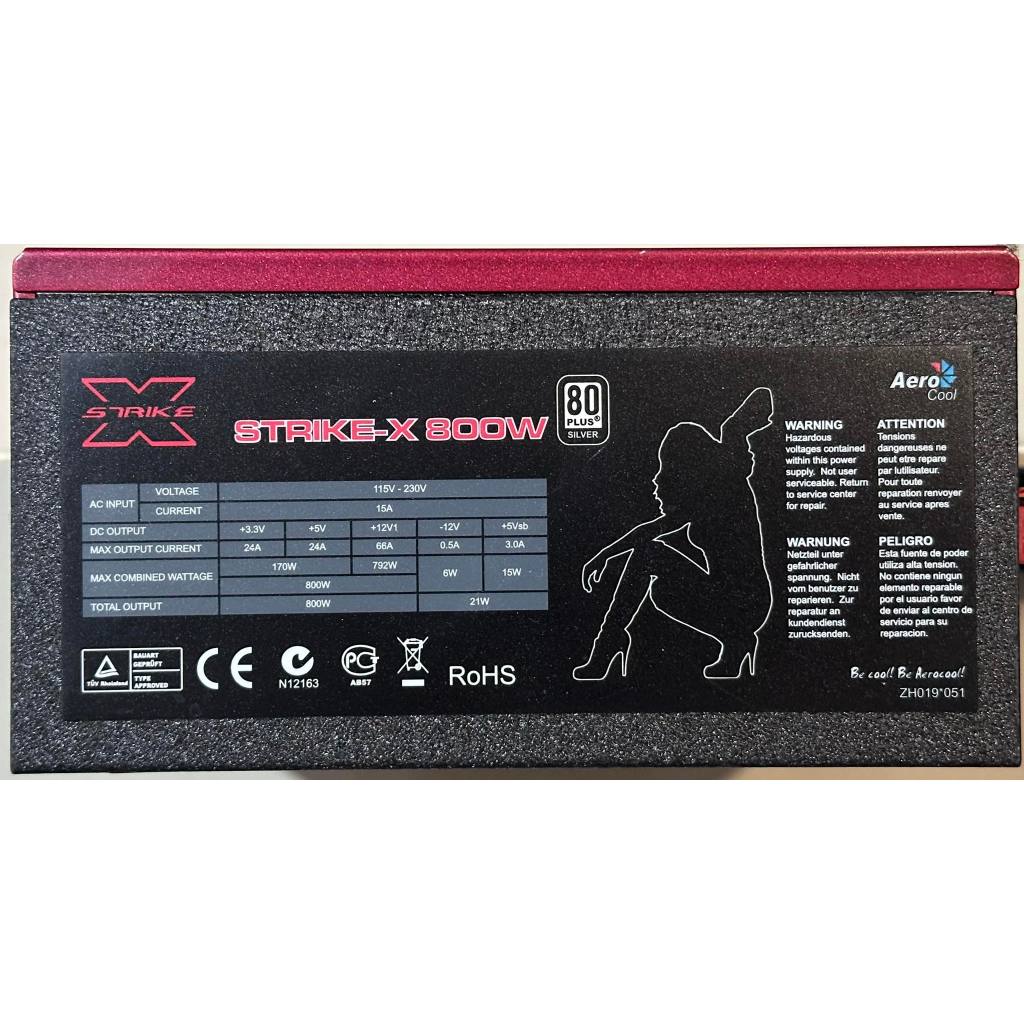 STRIKE
STRIKE-X 800W
80
PLUS®
SILVER
Aero
Cool
AC INPUT VOLTAGE 115V - 230V
CURRENT 15A
DC OUTPUT +3.3V +5V +12V1 -12V +5Vsb
MAX OUTPUT CURRENT 24A 24A 66A 0.5A 3.0A
MAX COMBINED WATTAGE 170W 792W 6W 15W
800W
TOTAL OUTPUT 800W 21W
WARNING
Hazardous
voltages contained
within this power
supply. Not user
serviceable. Return
to service center
for repair.
ATTENTION
Tensions
dangereuses ne
peut etre repare
par lutilisateur.
Pour toute
reparation renvoyer
au service apres
vente.
WARNUNG
Netzteil unter
gefahrlicher
spannung. Nicht
vom benutzer zu
reparieren. Zur
reparatur an
kundendienst
zurucksenden.
PELIGRO
Esta fuente de poder
utiliza alta tension.
No contiene ningun
elemento reparable
por el usuario favor
de enviar al centro de
servicio para su
reparacion.
TÜV Rheinland
BAUART
GEPRÜFT
TYPE
APPROVED
CE
N12163
PCT
AB57
RoHS
Be cool! Be Aerocool!
ZH019*051